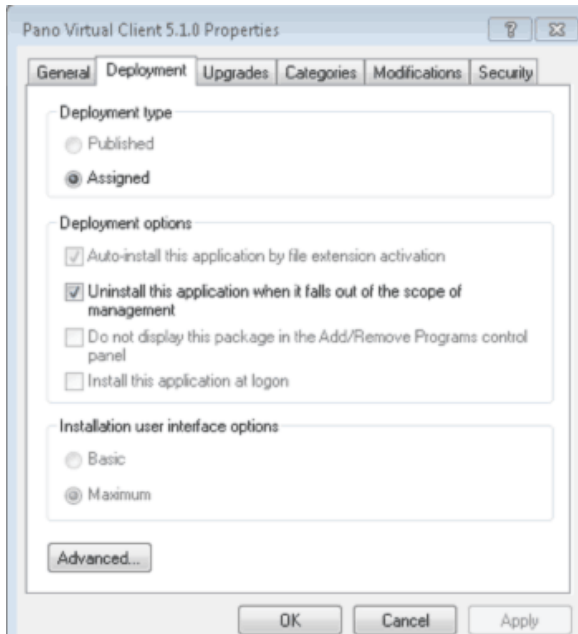 Pano Virtual Client 5.1.0 Properties
General Deployment Upgrades Categories Modifications Security
Deployment type
Published
Assigned
Deployment options
Auto-install this application by file extension activation
Uninstall this application when it falls out of the scope of
management
Do not display this package in the Add/Remove Programs control
panel
Install this application at logon
Installation user interface options
Basic
Maximum
Advanced...
OK Cancel Apply